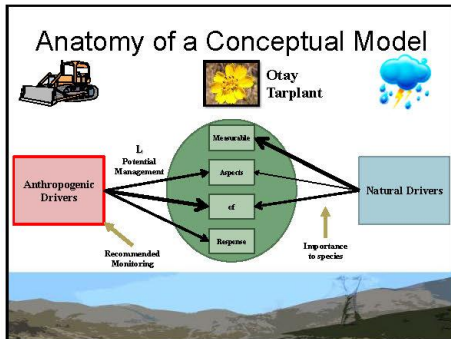 Anatomy of a Conceptual Model
Otay
Tarplant
Measurable
L
Potential
Management
Aspects
Anthropogenic
Drivers
Natural Drivers
of
Response
Recommended
Monitoring
Importance
to species